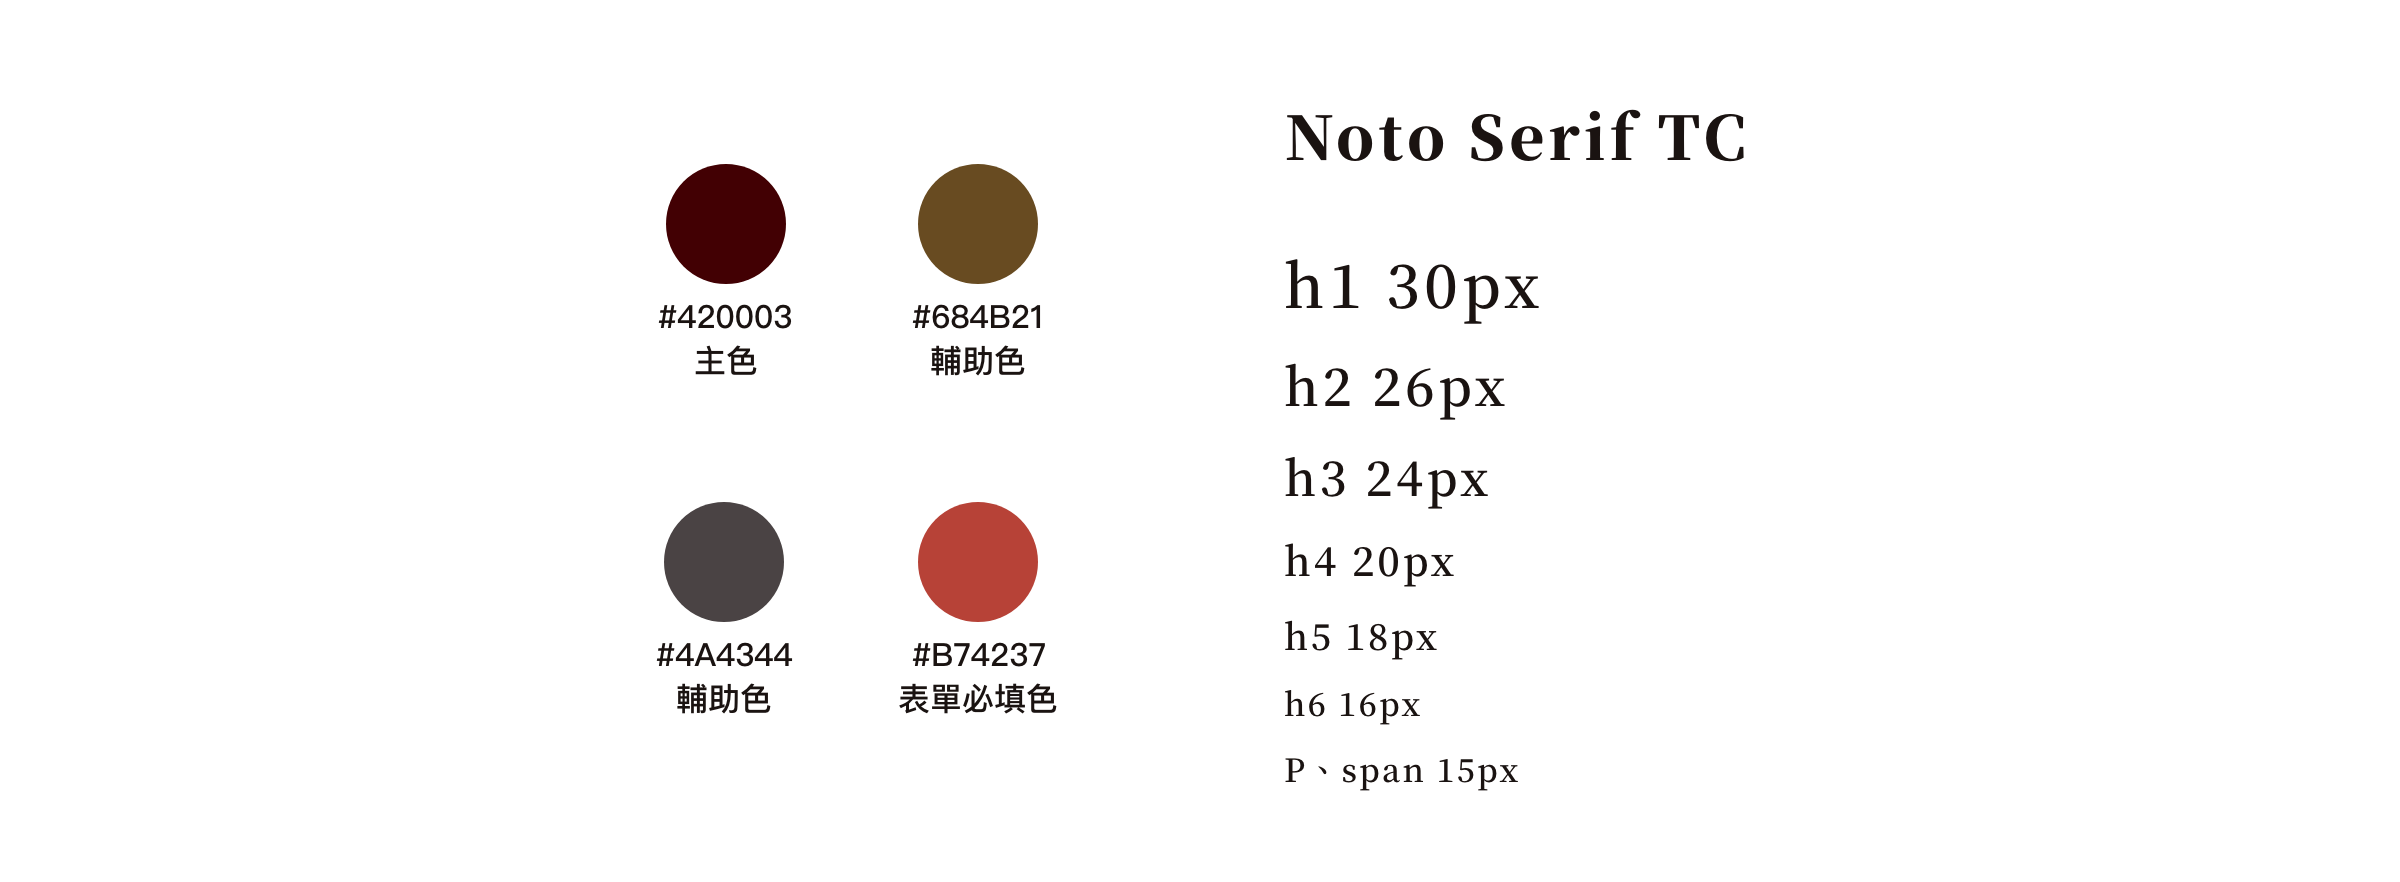 #420003
主色
#684B21
輔助色
#4A4344
輔助色
#B74237
表單必填色
Noto Serif TC
h1 30px
h2 26px
h3 24px
h4 20px
h5 18px
h6 16px
P、span 15px